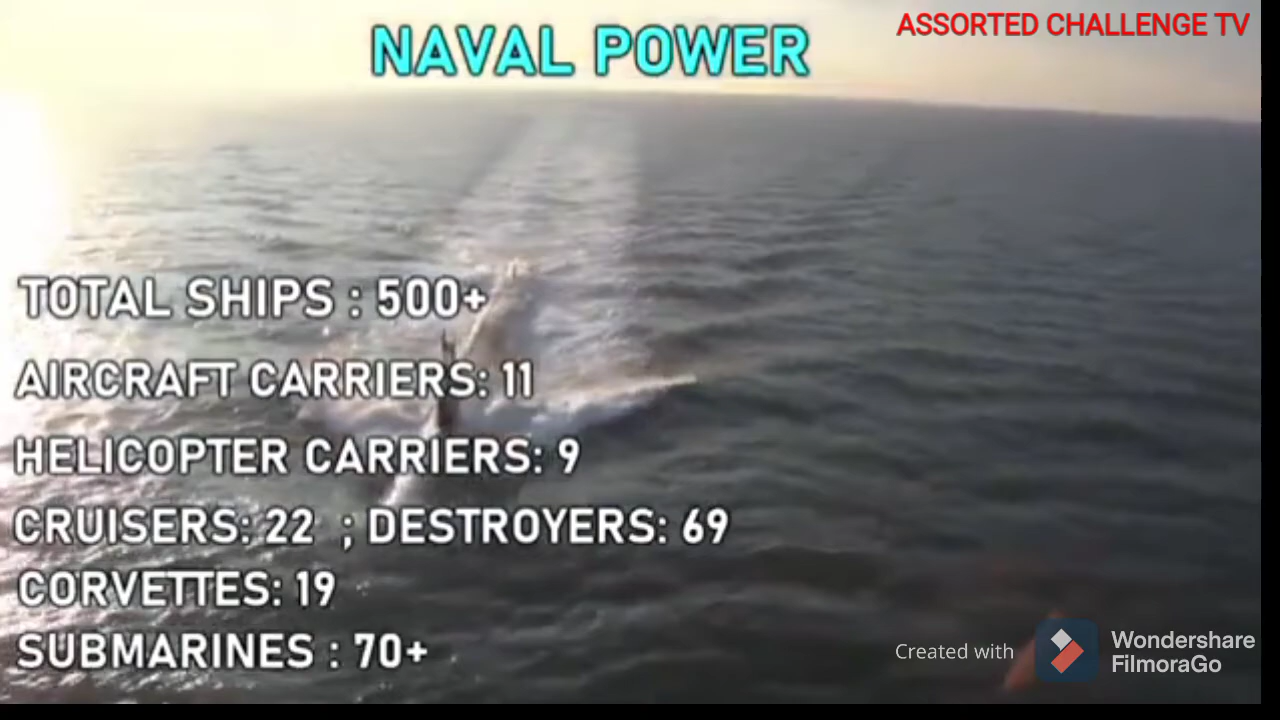 NAVAL POWER
ASSORTED CHALLENGE TV
TOTAL SHIPS : 500+
AIRCRAFT CARRIERS: 11
HELICOPTER CARRIERS: 9
CRUISERS: 22 ; DESTROYERS: 69
CORVETTES: 19
SUBMARINES : 70+
Created with
Wondershare
FilmoraGo